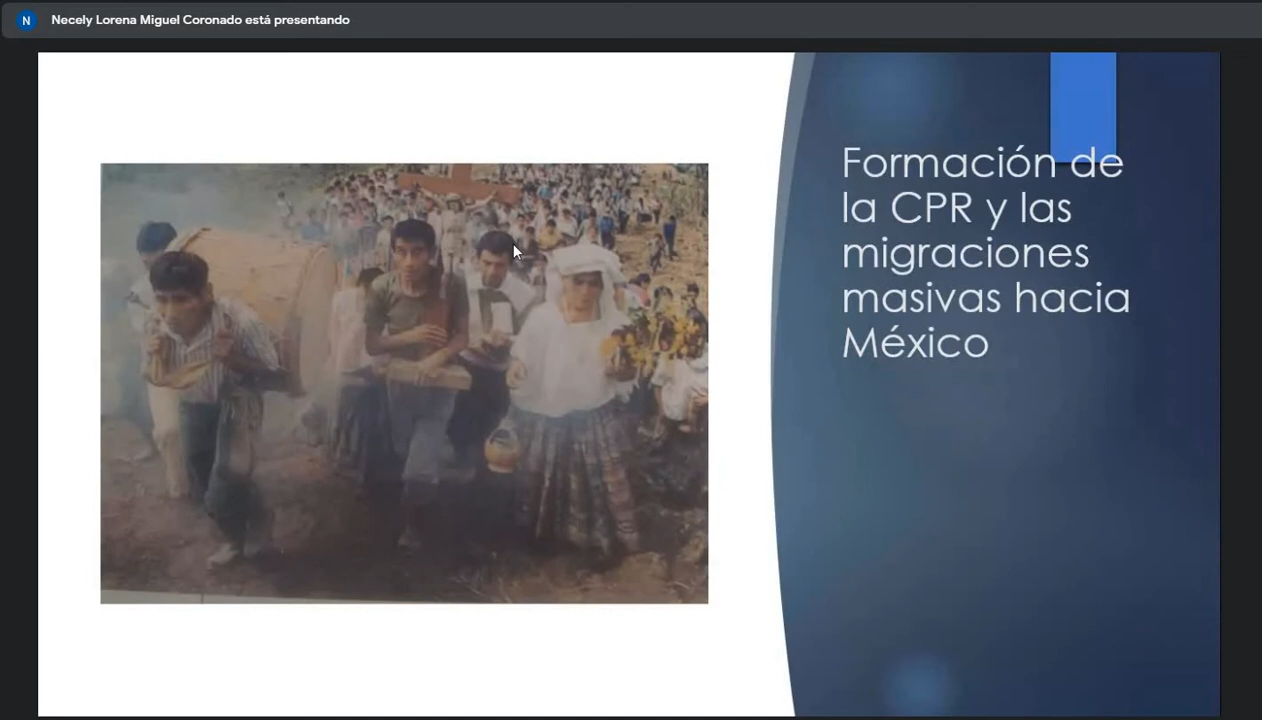 N Necely Lorena Miguel Coronado está presentando
Formación de
la CPR y las
migraciones
masivas hacia
México